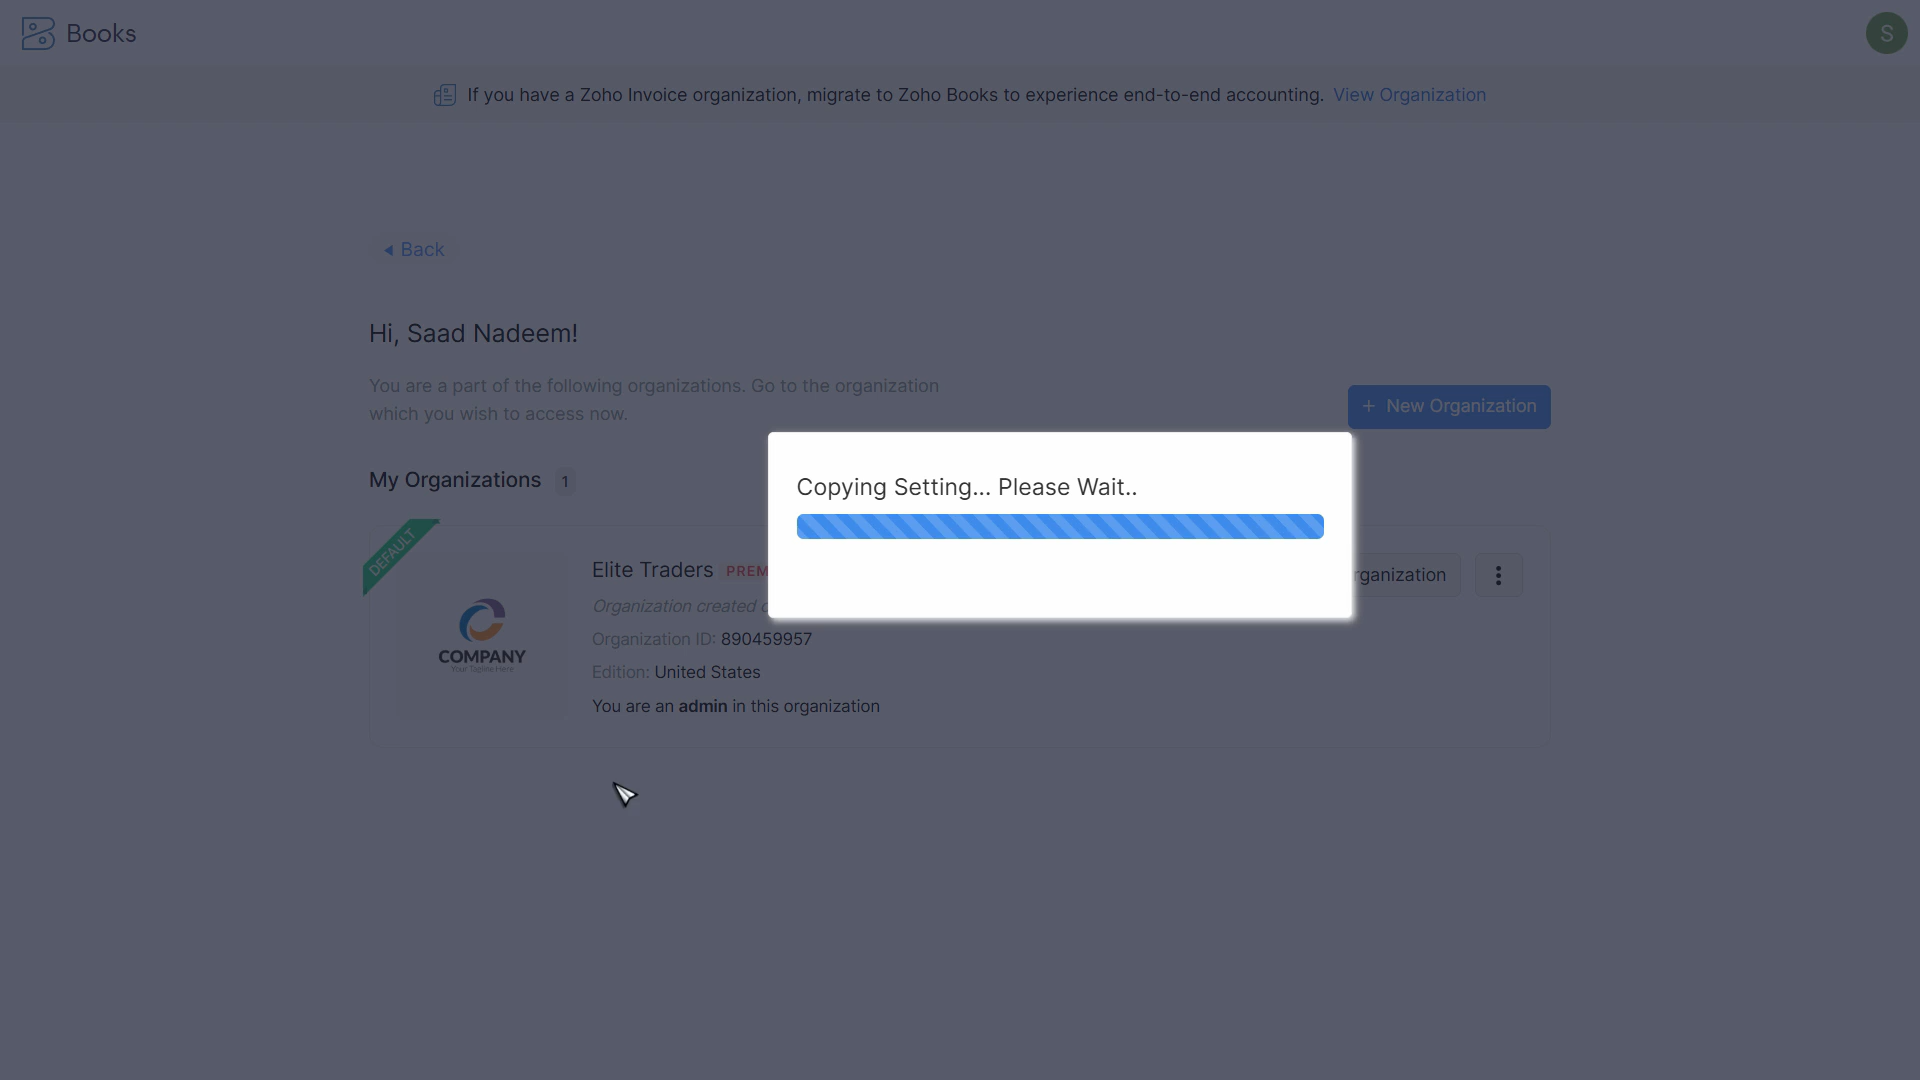 Books
S
If you have a Zoho Invoice organization, migrate to Zoho Books to experience end-to-end accounting. View Organization
Back
Hi, Saad Nadeem!
You are a part of the following organizations. Go to the organization
which you wish to access now.
+ New Organization
My Organizations 1
Copying Setting... Please Wait..
DEFAULT
Elite Traders PREM
rganization
Organization created
Organization ID: 890459957
COMPANY
Your Tagline Here
Edition: United States
You are an admin in this organization